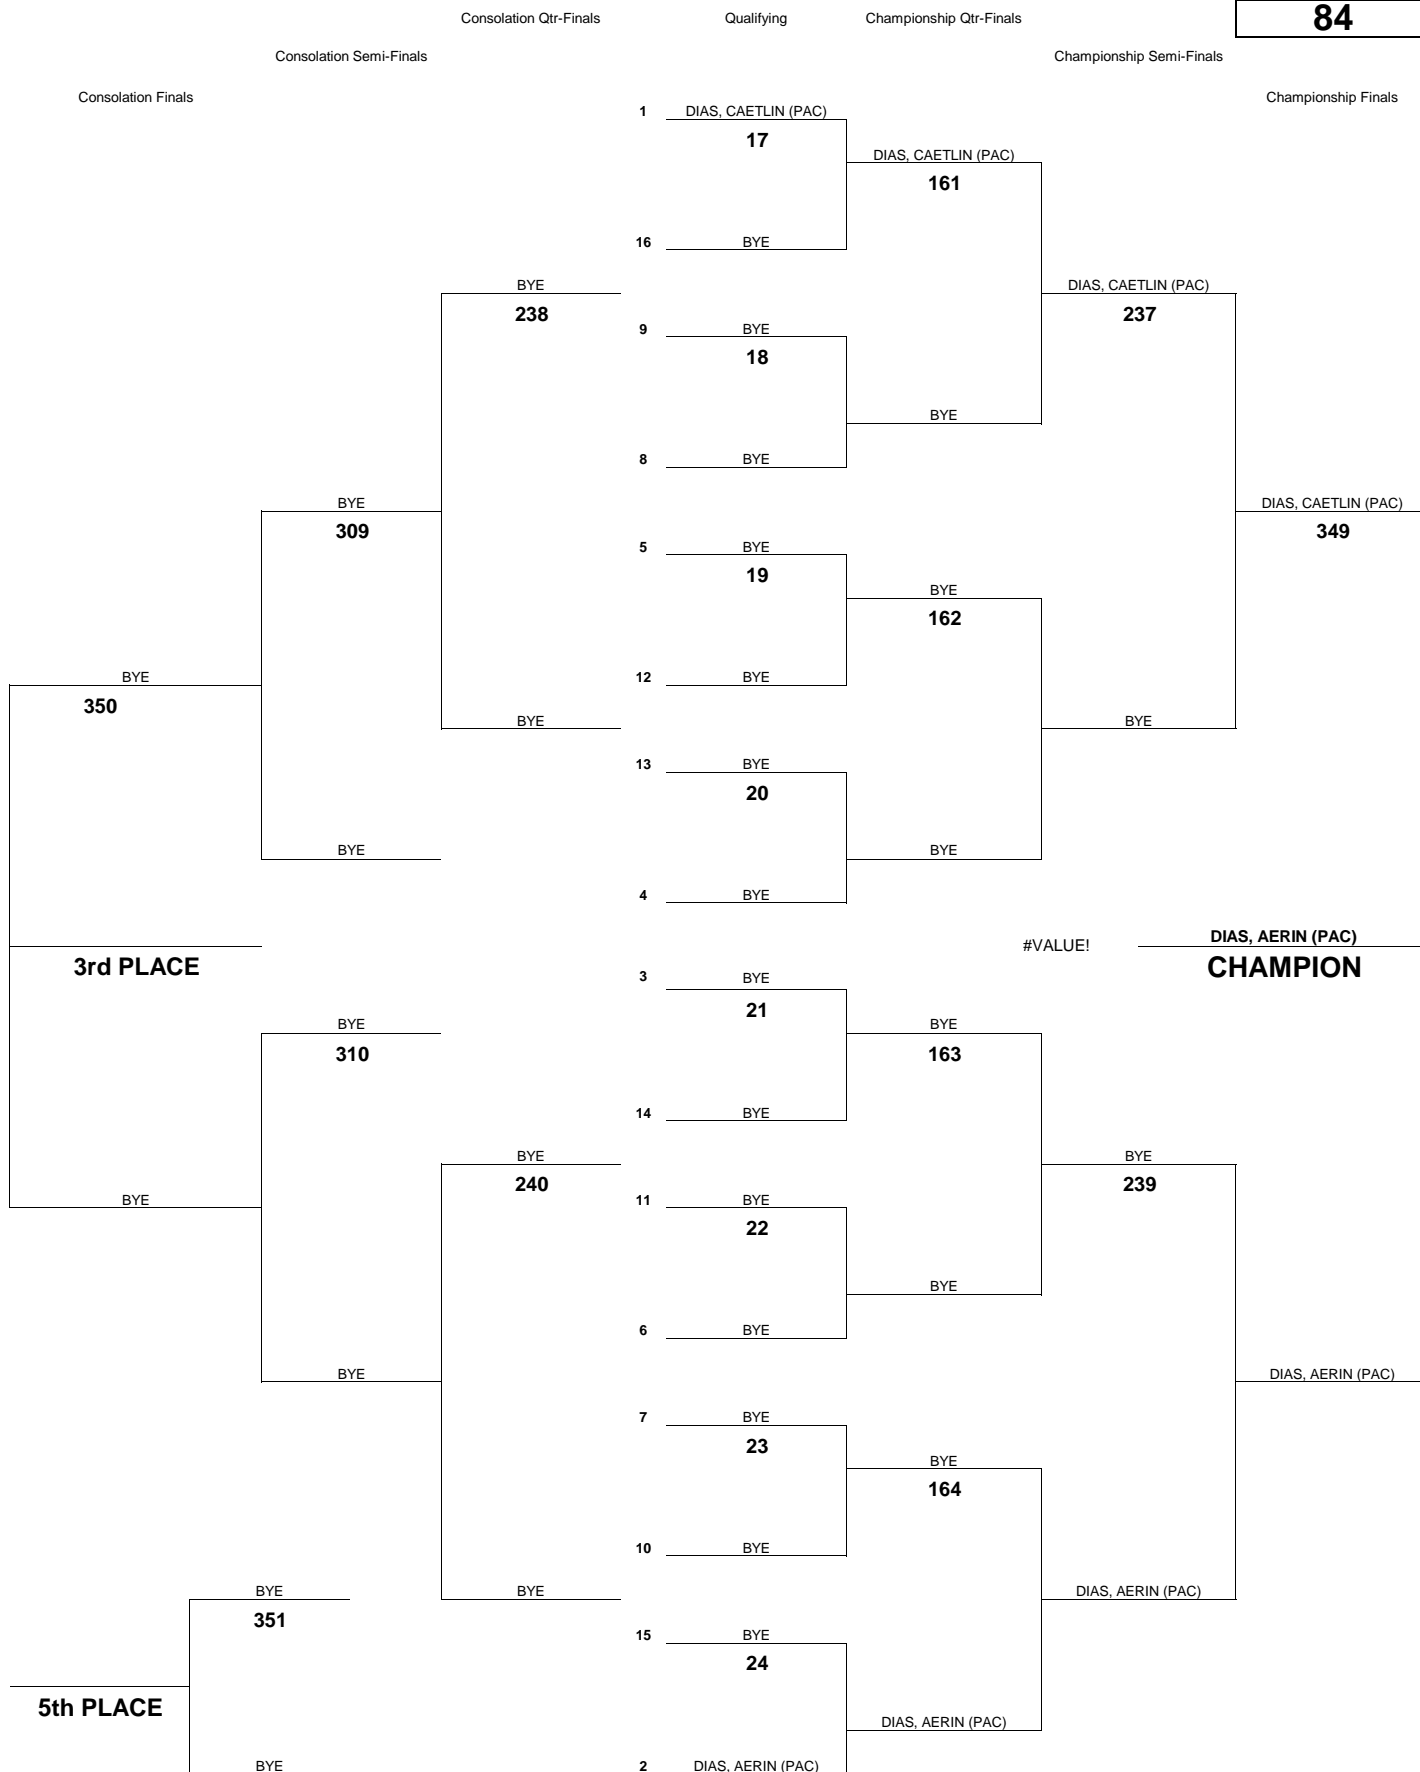 Consolation Qtr-Finals Qualifying Championship Qtr-Finals 84
Consolation Semi-Finals Championship Semi-Finals
Consolation Finals Championship Finals
1 DIAS, CAETLIN (PAC)
17
DIAS, CAETLIN (PAC)
161
16 BYE
BYE DIAS, CAETLIN (PAC)
238 237
9 BYE
18
BYE
8 BYE
BYE DIAS, CAETLIN (PAC)
309 349
5 BYE
19
BYE
162
BYE 12 BYE
350
BYE BYE
13 BYE
20
BYE BYE
4 BYE
#VALUE! DIAS, AERIN (PAC)
3rd PLACE CHAMPION
3 BYE
21
BYE BYE
310 163
14 BYE
BYE BYE
240 239
BYE 11 BYE
22
BYE
6 BYE
BYE DIAS, AERIN (PAC)
7 BYE
23
BYE
164
10 BYE
BYE BYE DIAS, AERIN (PAC)
351
15 BYE
24
5th PLACE
DIAS, AERIN (PAC)
BYE 2 DIAS, AERIN (PAC)